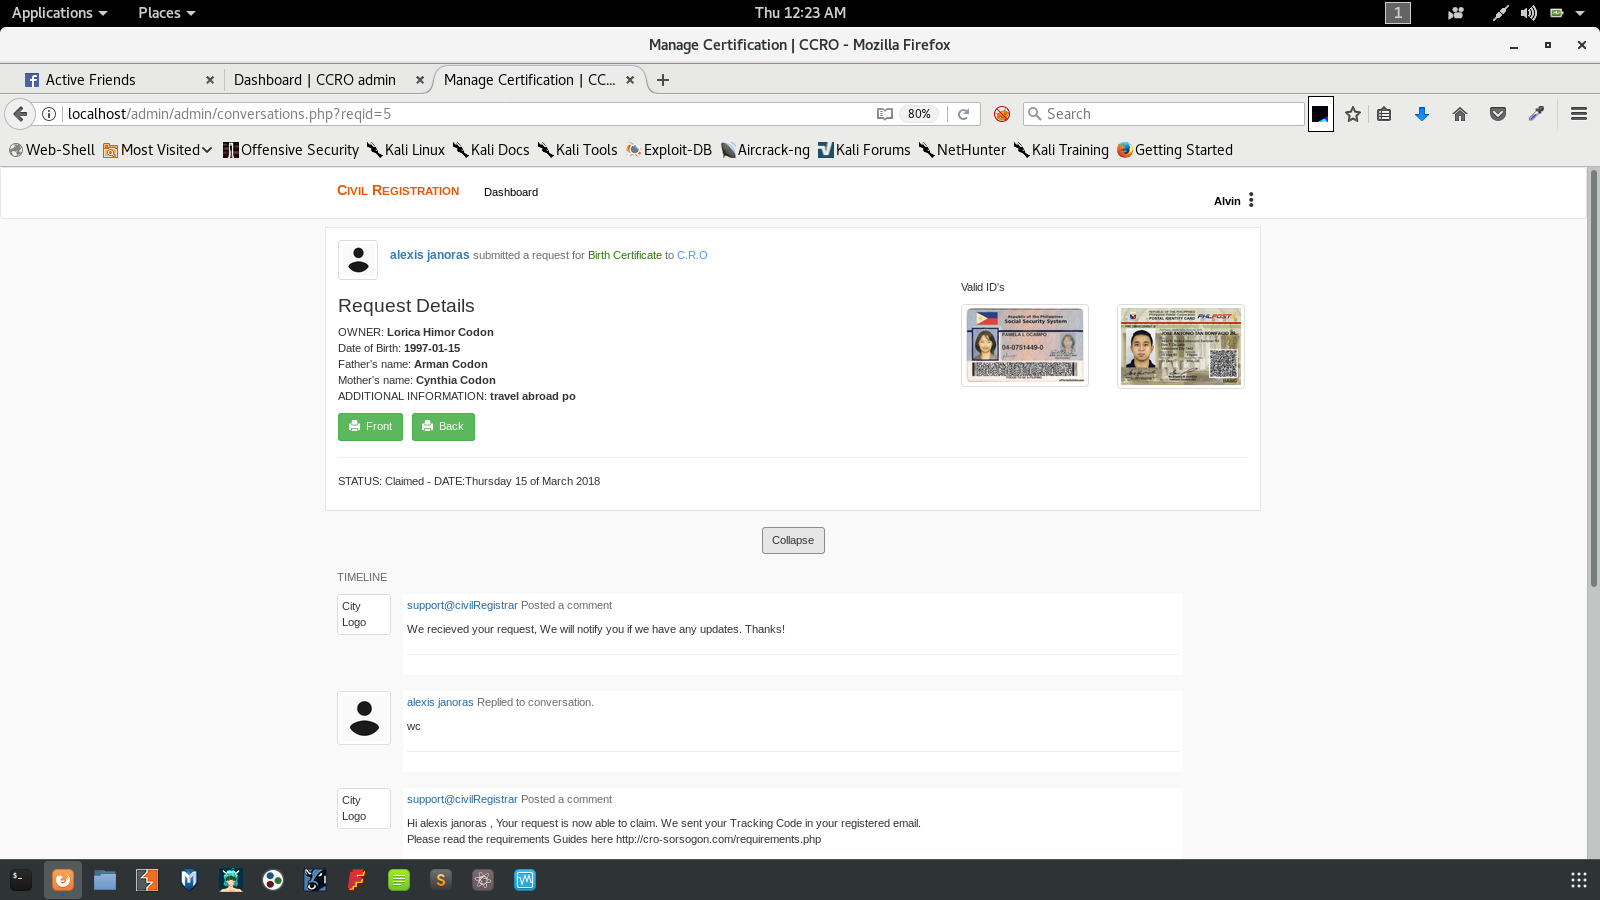 Applications Places Thu 12:23 AM 1
Manage Certification | CCRO - Mozilla Firefox
Active Friends Dashboard | CCRO admin Manage Certification | CC...
localhost/admin/admin/conversations.php?reqid=5 80% Search
Web-Shell Most Visited Offensive Security Kali Linux Kali Docs Kali Tools Exploit-DB Aircrack-ng Kali Forums NetHunter Kali Training Getting Started
Civil Registration Dashboard
Alvin
alexis janoras submitted a request for Birth Certificate to C.R.O
Valid ID's
Republic of the Philippines
Social Security System
PAMELA L OCAMPO
04-0751449-0
PHLPOST
POSTAL IDENTITY CARD
BASIC
Request Details
OWNER: Lorica Himor Codon
Date of Birth: 1997-01-15
Father's name: Arman Codon
Mother's name: Cynthia Codon
ADDITIONAL INFORMATION: travel abroad po
Front Back
STATUS: Claimed - DATE:Thursday 15 of March 2018
Collapse
TIMELINE
City
Logo
support@civilRegistrar Posted a comment
We recieved your request, We will notify you if we have any updates. Thanks!
alexis janoras Replied to conversation.
wc
City
Logo
support@civilRegistrar Posted a comment
Hi alexis janoras , Your request is now able to claim. We sent your Tracking Code in your registered email.
Please read the requirements Guides here http://cro-sorsogon.com/requirements.php